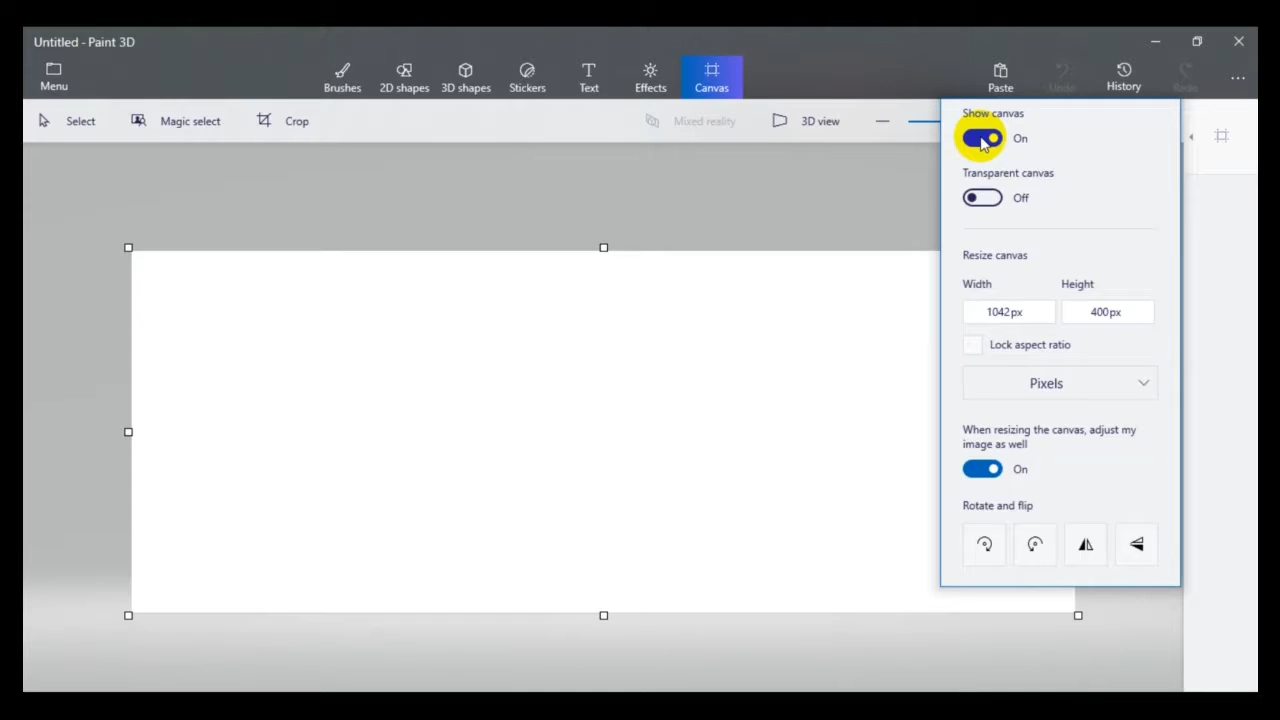 Untitled - Paint 3D
Menu
Brushes
2D shapes
3D shapes
Stickers
Text
Effects
Canvas
Paste
Undo
History
Redo
Select
Magic select
Crop
Mixed reality
3D view
Show canvas
On
Transparent canvas
Off
Resize canvas
Width
Height
1042px
400px
Lock aspect ratio
Pixels
When resizing the canvas, adjust my
image as well
On
Rotate and flip